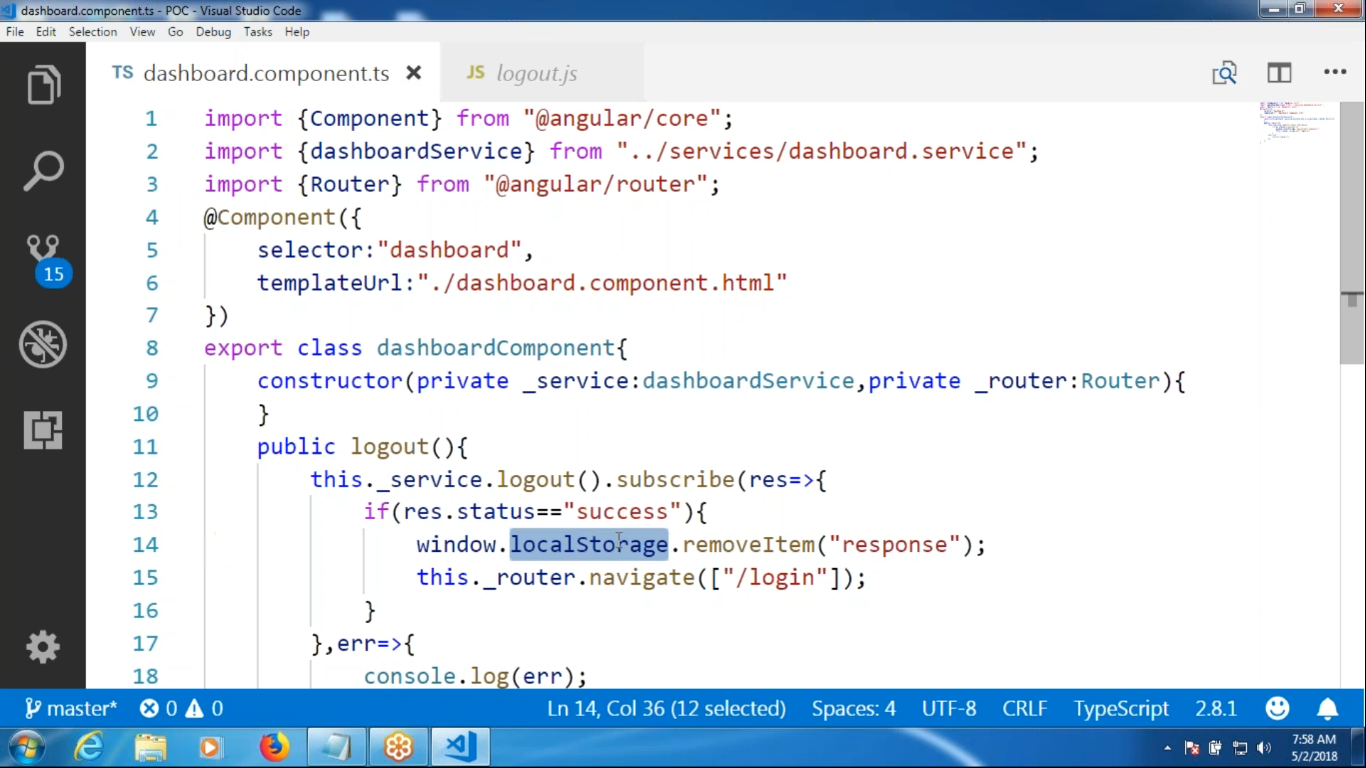 dashboard.component.ts - POC - Visual Studio Code
File Edit Selection View Go Debug Tasks Help
TS dashboard.component.ts JS logout.js
1 import {Component} from "@angular/core";
2 import {dashboardService} from "../services/dashboard.service";
3 import {Router} from "@angular/router";
4 @Component({
5 selector:"dashboard",
6 templateUrl:"./dashboard.component.html"
7 })
8 export class dashboardComponent{
9 constructor(private _service:dashboardService,private _router:Router){
10 }
11 public logout(){
12 this._service.logout().subscribe(res=>{
13 if(res.status=="success"){
14 window.localStorage.removeItem("response");
15 this._router.navigate(["/login"]);
16 }
17 },err=>{
18 console.log(err);
15
master* 0 0 Ln 14, Col 36 (12 selected) Spaces: 4 UTF-8 CRLF TypeScript 2.8.1
7:58 AM
5/2/2018